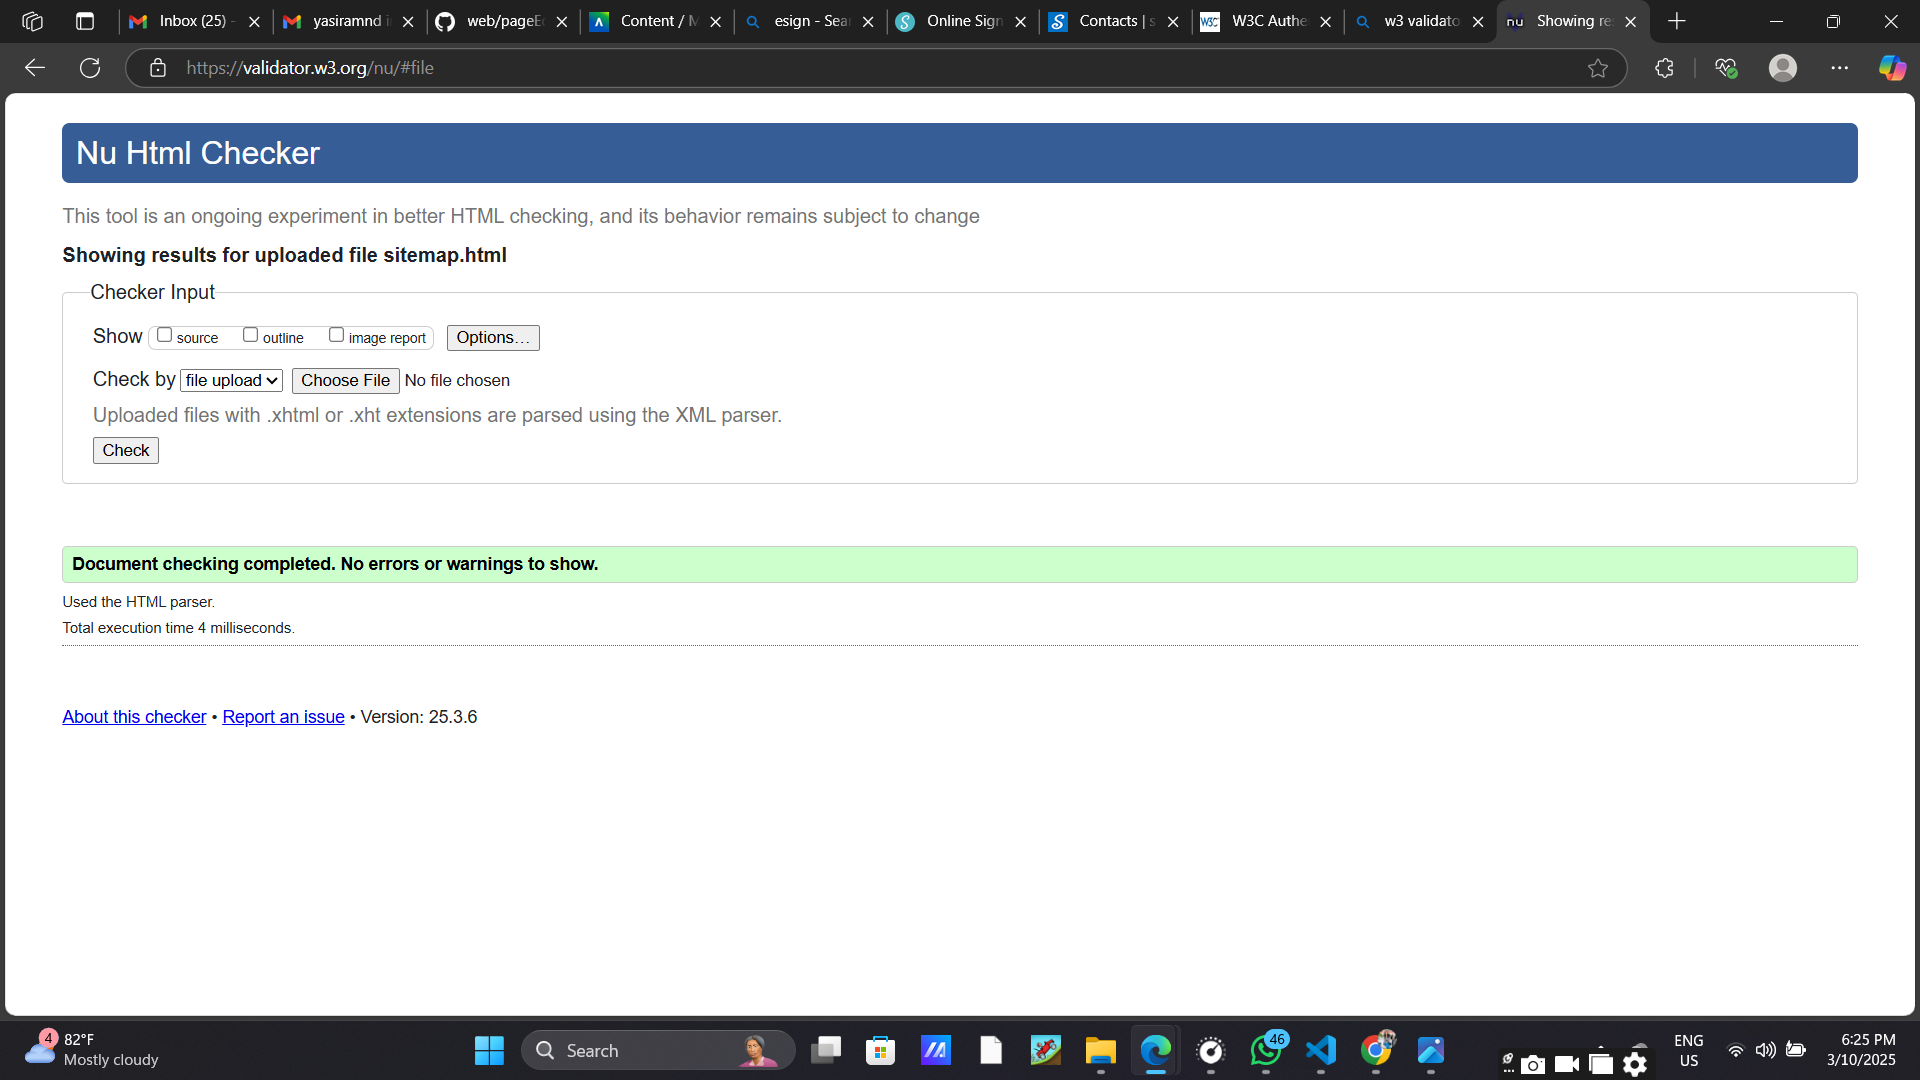 Inbox (25) -
yasiramnd i
web/pageE
Content / M
esign - Sear
Online Sign
Contacts | s
W3C Authe
w3 validato
Showing re
https://validator.w3.org/nu/#file
Nu Html Checker
This tool is an ongoing experiment in better HTML checking, and its behavior remains subject to change
Showing results for uploaded file sitemap.html
Checker Input
Show source outline image report Options…
Check by file upload Choose File No file chosen
Uploaded files with .xhtml or .xht extensions are parsed using the XML parser.
Check
Document checking completed. No errors or warnings to show.
Used the HTML parser.
Total execution time 4 milliseconds.
About this checker • Report an issue • Version: 25.3.6
4
82°F
Mostly cloudy
Search
46
ENG
US
6:25 PM
3/10/2025